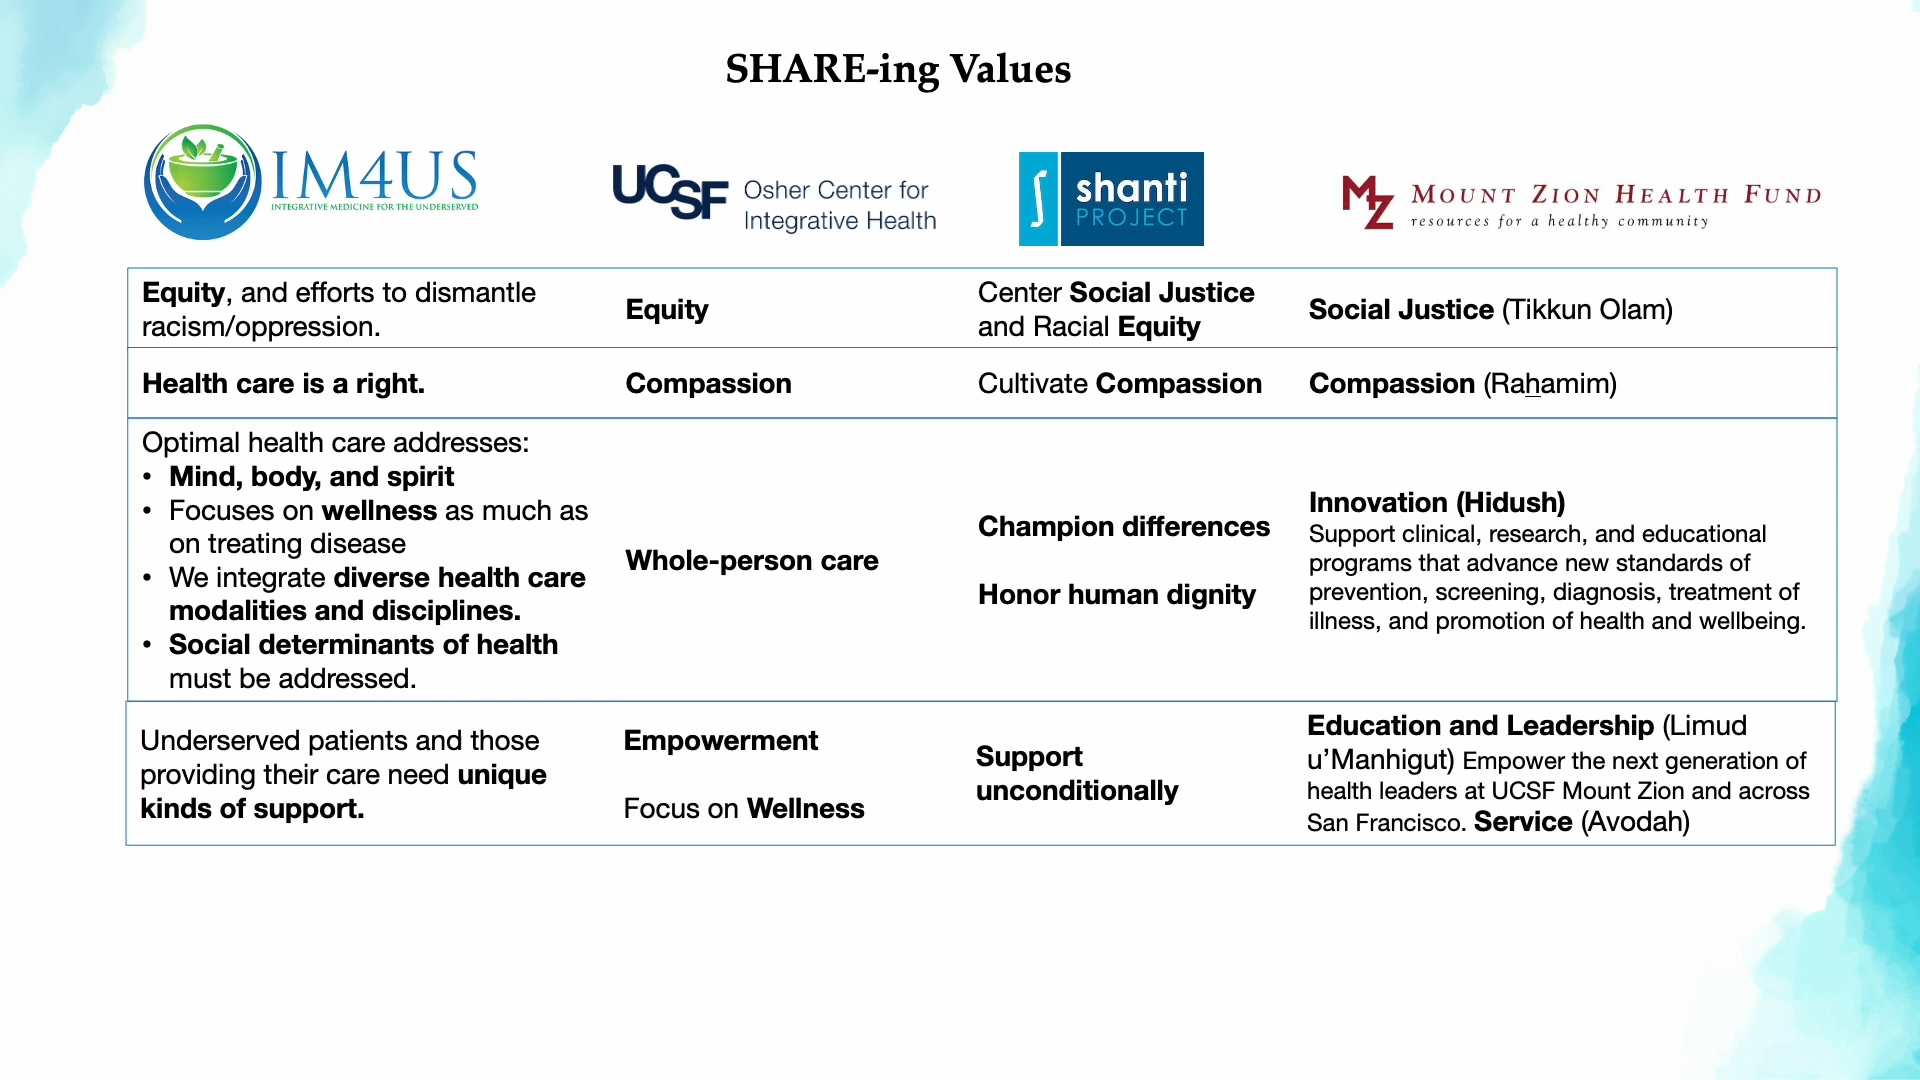 SHARE-ing Values
IM4US
INTEGRATIVE MEDICINE FOR THE UNDERSERVED
UCSF Osher Center for
Integrative Health
shanti
PROJECT
MZ MOUNT ZION HEALTH FUND
resources for a healthy community
Equity, and efforts to dismantle
racism/oppression.
Equity
Center Social Justice
and Racial Equity
Social Justice (Tikkun Olam)
Health care is a right.
Compassion
Cultivate Compassion
Compassion (Raẖamim)
Optimal health care addresses:
• Mind, body, and spirit
• Focuses on wellness as much as
on treating disease
• We integrate diverse health care
modalities and disciplines.
• Social determinants of health
must be addressed.
Whole-person care
Champion differences
Honor human dignity
Innovation (Hidush)
Support clinical, research, and educational
programs that advance new standards of
prevention, screening, diagnosis, treatment of
illness, and promotion of health and wellbeing.
Underserved patients and those
providing their care need unique
kinds of support.
Empowerment
Focus on Wellness
Support
unconditionally
Education and Leadership (Limud
u’Manhigut) Empower the next generation of
health leaders at UCSF Mount Zion and across
San Francisco. Service (Avodah)